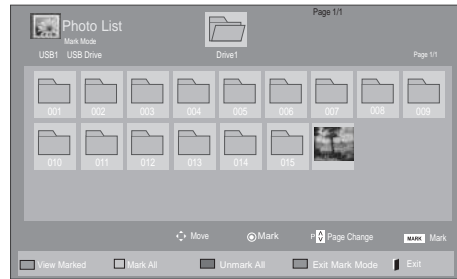 Page 1/1
Photo List
Mark Mode
USB1 USB Drive Drive1 Page 1/1
001 002 003 004 005 006 007 008 009
010 011 012 013 014 015
Move Mark P Page Change MARK Mark
View Marked Mark All Unmark All Exit Mark Mode Exit